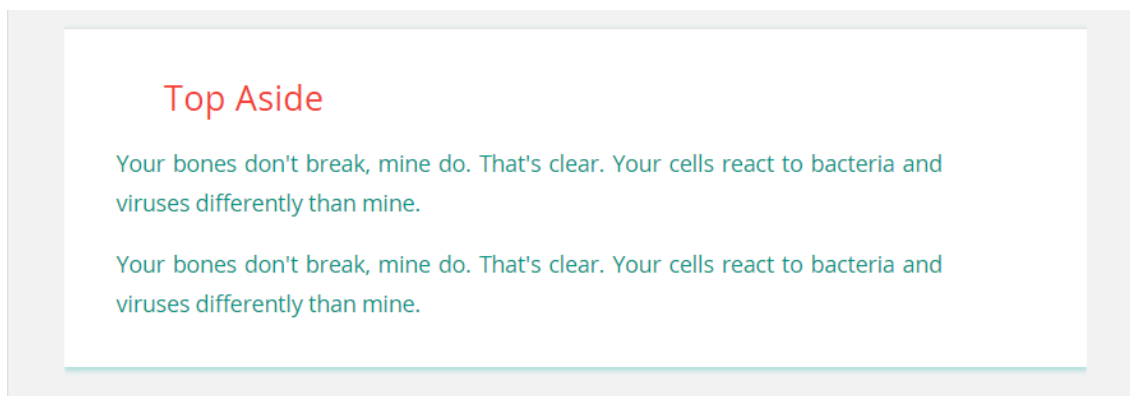 Top Aside
Your bones don't break, mine do. That's clear. Your cells react to bacteria and
viruses differently than mine.
Your bones don't break, mine do. That's clear. Your cells react to bacteria and
viruses differently than mine.